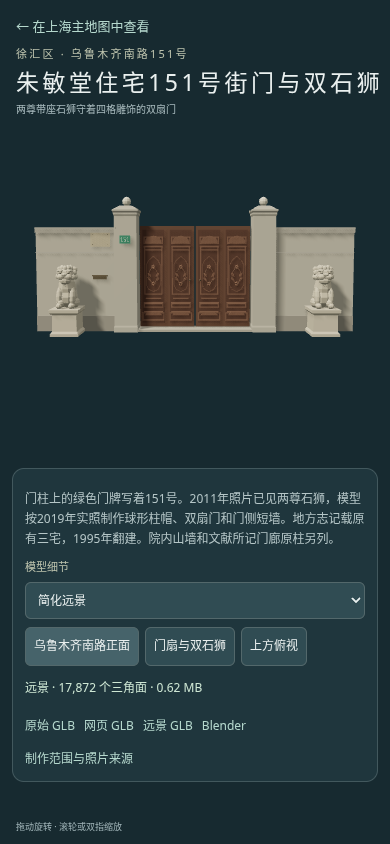 ← 在上海主地图中查看
徐汇区 · 乌鲁木齐南路151号
朱敏堂住宅151号街门与双石狮
两尊带座石狮守着四格雕饰的双扇门
151
门柱上的绿色门牌写着151号。2011年照片已见两尊石狮，模型
按2019年实照制作球形柱帽、双扇门和门侧短墙。地方志记载原
有三宅，1995年翻建。院内山墙和文献所记门廊原柱另列。
模型细节
简化远景
乌鲁木齐南路正面 门扇与双石狮 上方俯视
远景 · 17,872 个三角面 · 0.62 MB
原始 GLB 网页 GLB 远景 GLB Blender
制作范围与照片来源
拖动旋转 · 滚轮或双指缩放